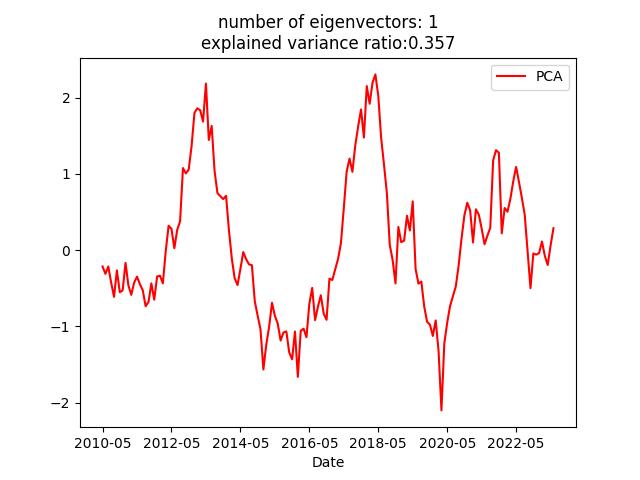 number of eigenvectors: 1
explained variance ratio:0.357
PCA
2
1
0
−1
−2
2010-05 2012-05 2014-05 2016-05 2018-05 2020-05 2022-05
Date